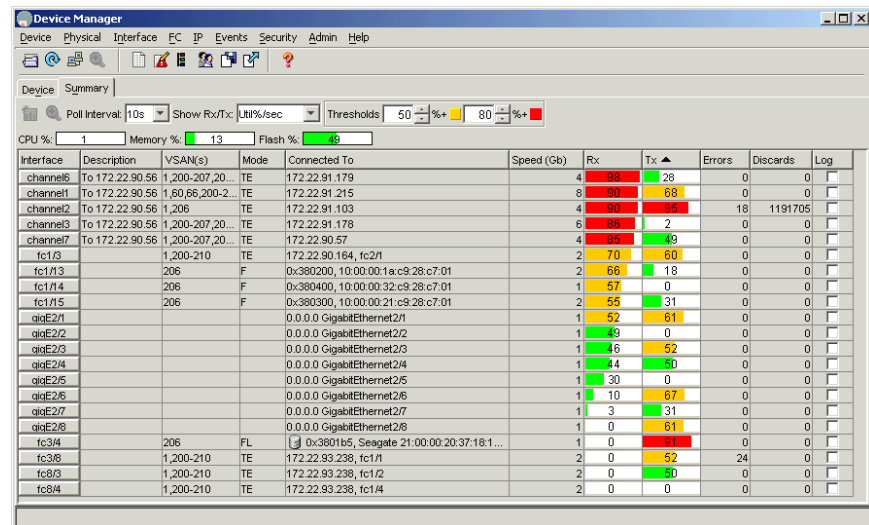 Device Manager
Device Physical Interface FC IP Events Security Admin Help
Device Summary
Poll Interval: 10s Show Rx/Tx: Util%/sec Thresholds 50 %+ 80 %+
CPU %: 1 Memory %: 13 Flash %: 49
Interface Description VSAN(s) Mode Connected To Speed (Gb) Rx Tx Errors Discards Log
channel6 To 172.22.90.56 1,200-207,20... TE 172.22.91.179 4 98 28 0 0
channel1 To 172.22.90.56 1,60,66,200-2... TE 172.22.91.215 8 90 68 0 0
channel2 To 172.22.90.56 1,206 TE 172.22.91.103 4 90 85 18 1191705
channel3 To 172.22.90.56 1,200-207,20... TE 172.22.91.178 6 86 2 0 0
channel7 To 172.22.90.56 1,200-207,20... TE 172.22.90.57 4 85 49 0 0
fc1/3 1,200-210 TE 172.22.90.164, fc2/1 2 70 60 0 0
fc1/13 206 F 0x380200, 10:00:00:1a:c9:28:c7:01 2 66 18 0 0
fc1/14 206 F 0x380400, 10:00:00:32:c9:28:c7:01 1 57 0 0 0
fc1/15 206 F 0x380300, 10:00:00:21:c9:28:c7:01 2 55 31 0 0
gigE2/1 0.0.0.0 GigabitEthernet2/1 1 52 61 0 0
gigE2/2 0.0.0.0 GigabitEthernet2/2 1 49 0 0 0
gigE2/3 0.0.0.0 GigabitEthernet2/3 1 46 52 0 0
gigE2/4 0.0.0.0 GigabitEthernet2/4 1 44 50 0 0
gigE2/5 0.0.0.0 GigabitEthernet2/5 1 30 0 0 0
gigE2/6 0.0.0.0 GigabitEthernet2/6 1 10 67 0 0
gigE2/7 0.0.0.0 GigabitEthernet2/7 1 3 31 0 0
gigE2/8 0.0.0.0 GigabitEthernet2/8 1 0 61 0 0
fc3/4 206 FL 0x3801b5, Seagate 21:00:00:20:37:18:1... 1 0 91 0 0
fc3/8 1,200-210 TE 172.22.93.238, fc1/1 2 0 52 24 0
fc8/3 1,200-210 TE 172.22.93.238, fc1/2 2 0 50 0 0
fc8/4 1,200-210 TE 172.22.93.238, fc1/4 2 0 0 0 0